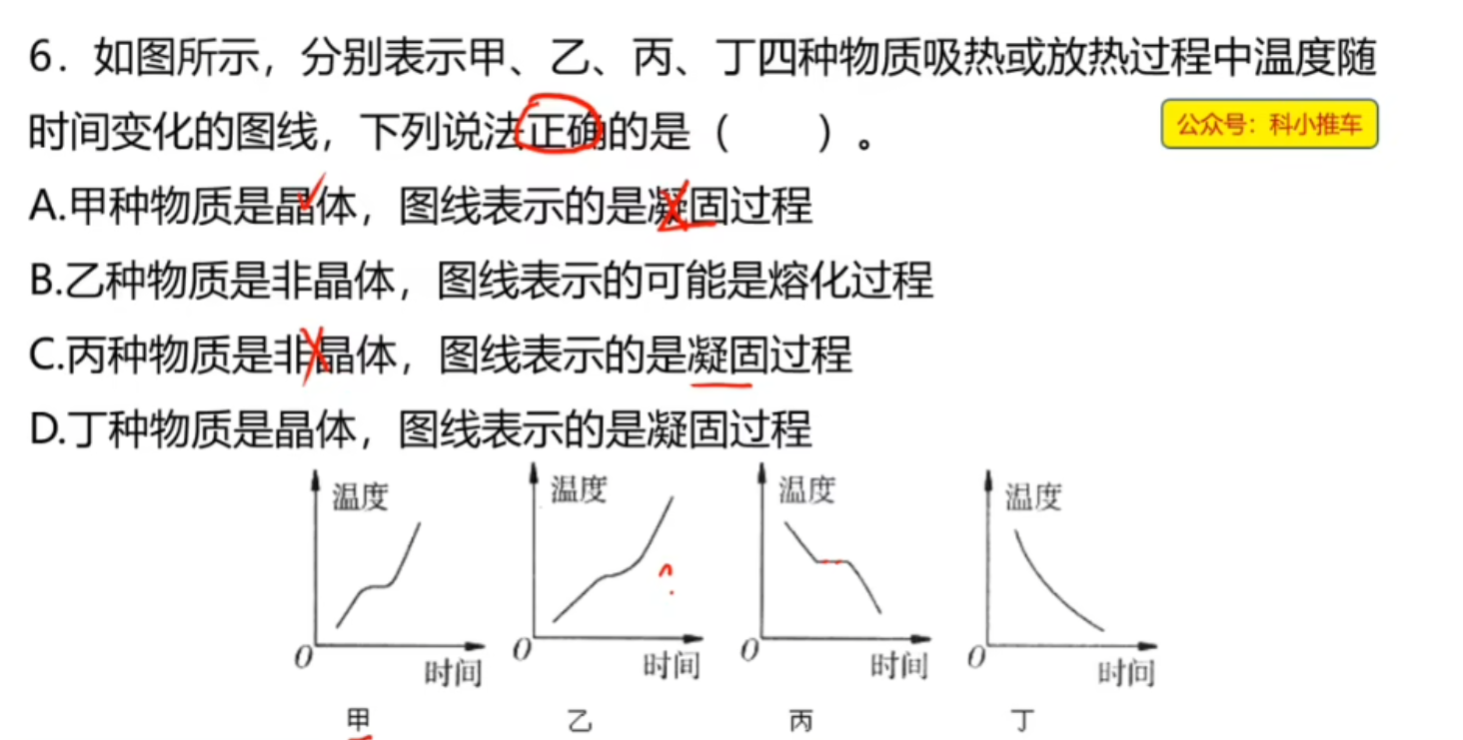 6. 如图所示，分别表示甲、乙、丙、丁四种物质吸热或放热过程中温度随
时间变化的图线，下列说法正确的是（　　）。
公众号：科小推车
A.甲种物质是晶体，图线表示的是凝固过程
B.乙种物质是非晶体，图线表示的可能是熔化过程
C.丙种物质是非晶体，图线表示的是凝固过程
D.丁种物质是晶体，图线表示的是凝固过程
温度 温度 温度 温度
0 0 0 0
时间 时间 时间 时间
甲 乙 丙 丁